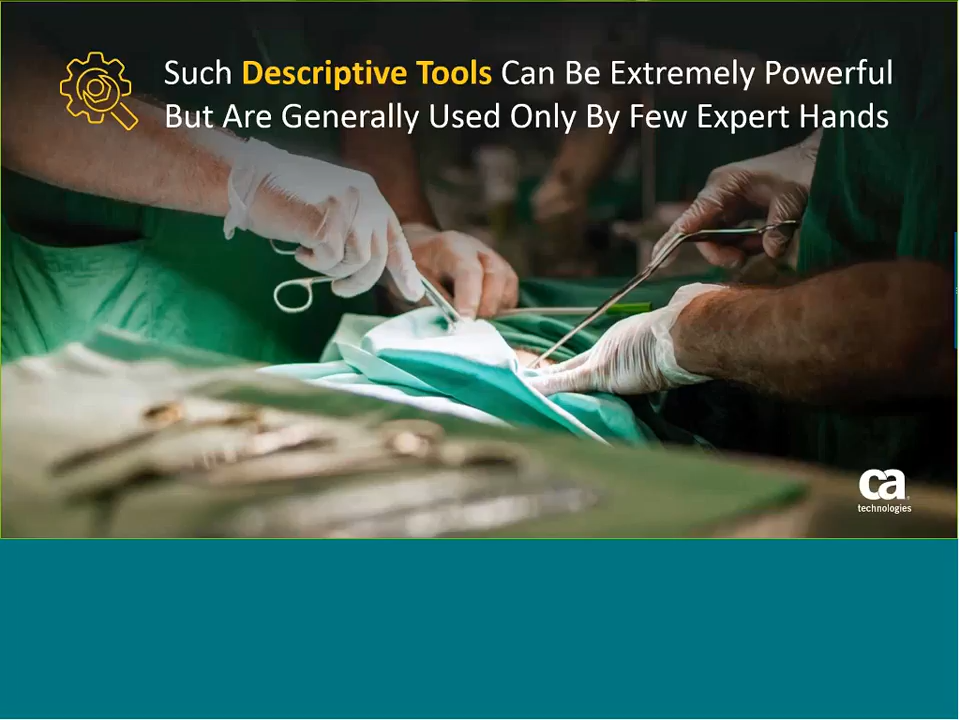 Such Descriptive Tools Can Be Extremely Powerful
But Are Generally Used Only By Few Expert Hands
ca
technologies